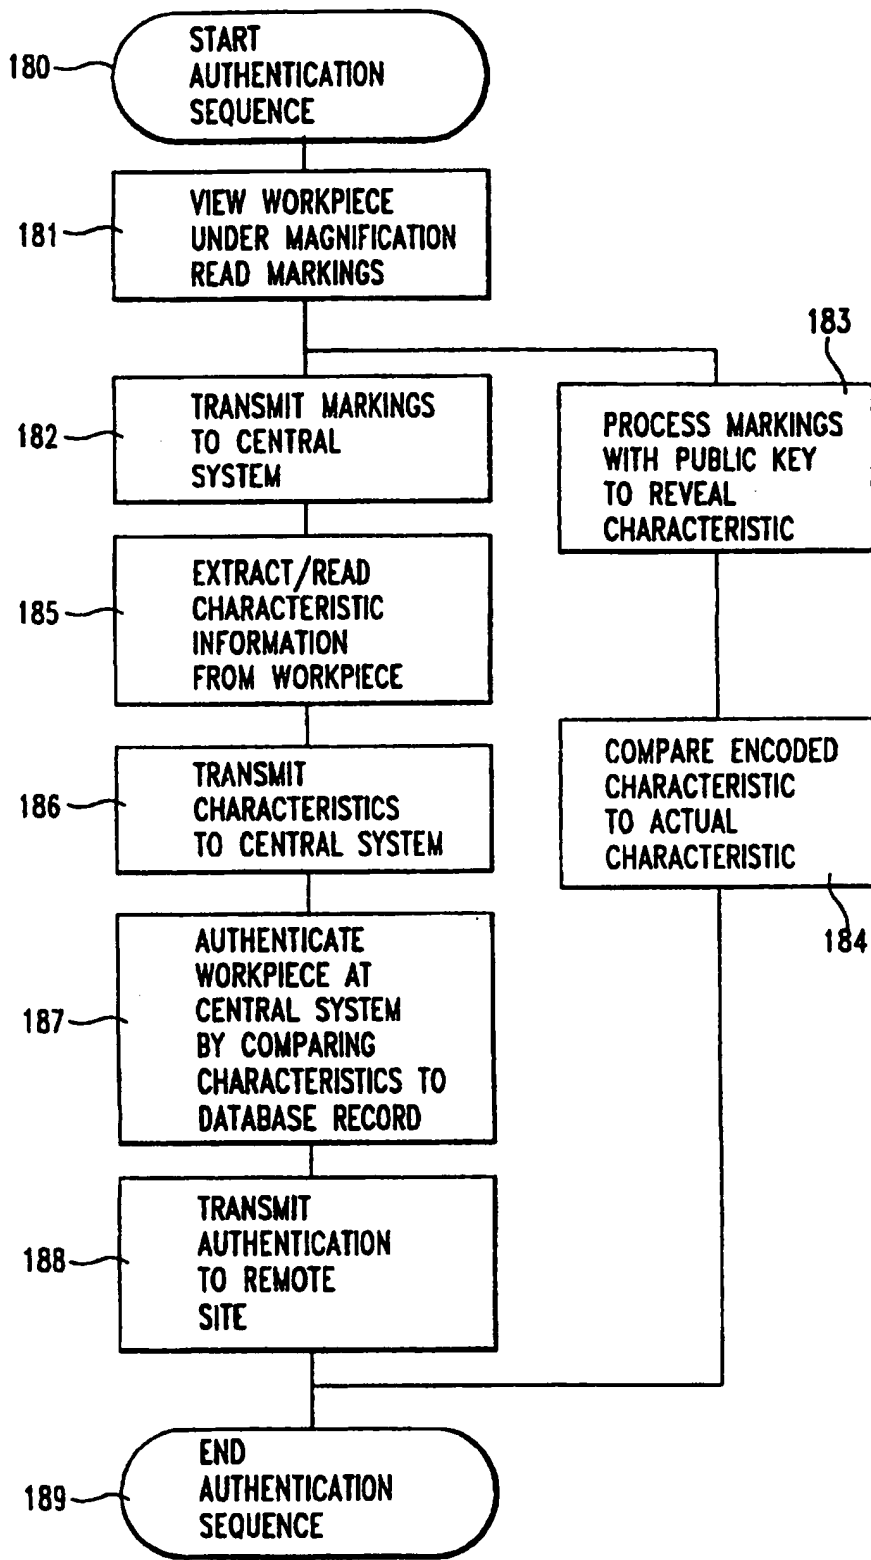 START
AUTHENTICATION
SEQUENCE
180
VIEW WORKPIECE
UNDER MAGNIFICATION
READ MARKINGS
181
TRANSMIT MARKINGS
TO CENTRAL
SYSTEM
182
183
PROCESS MARKINGS
WITH PUBLIC KEY
TO REVEAL
CHARACTERISTIC
EXTRACT/READ
CHARACTERISTIC
INFORMATION
FROM WORKPIECE
185
TRANSMIT
CHARACTERISTICS
TO CENTRAL SYSTEM
186
COMPARE ENCODED
CHARACTERISTIC
TO ACTUAL
CHARACTERISTIC
184
AUTHENTICATE
WORKPIECE AT
CENTRAL SYSTEM
BY COMPARING
CHARACTERISTICS TO
DATABASE RECORD
187
TRANSMIT
AUTHENTICATION
TO REMOTE
SITE
188
END
AUTHENTICATION
SEQUENCE
189